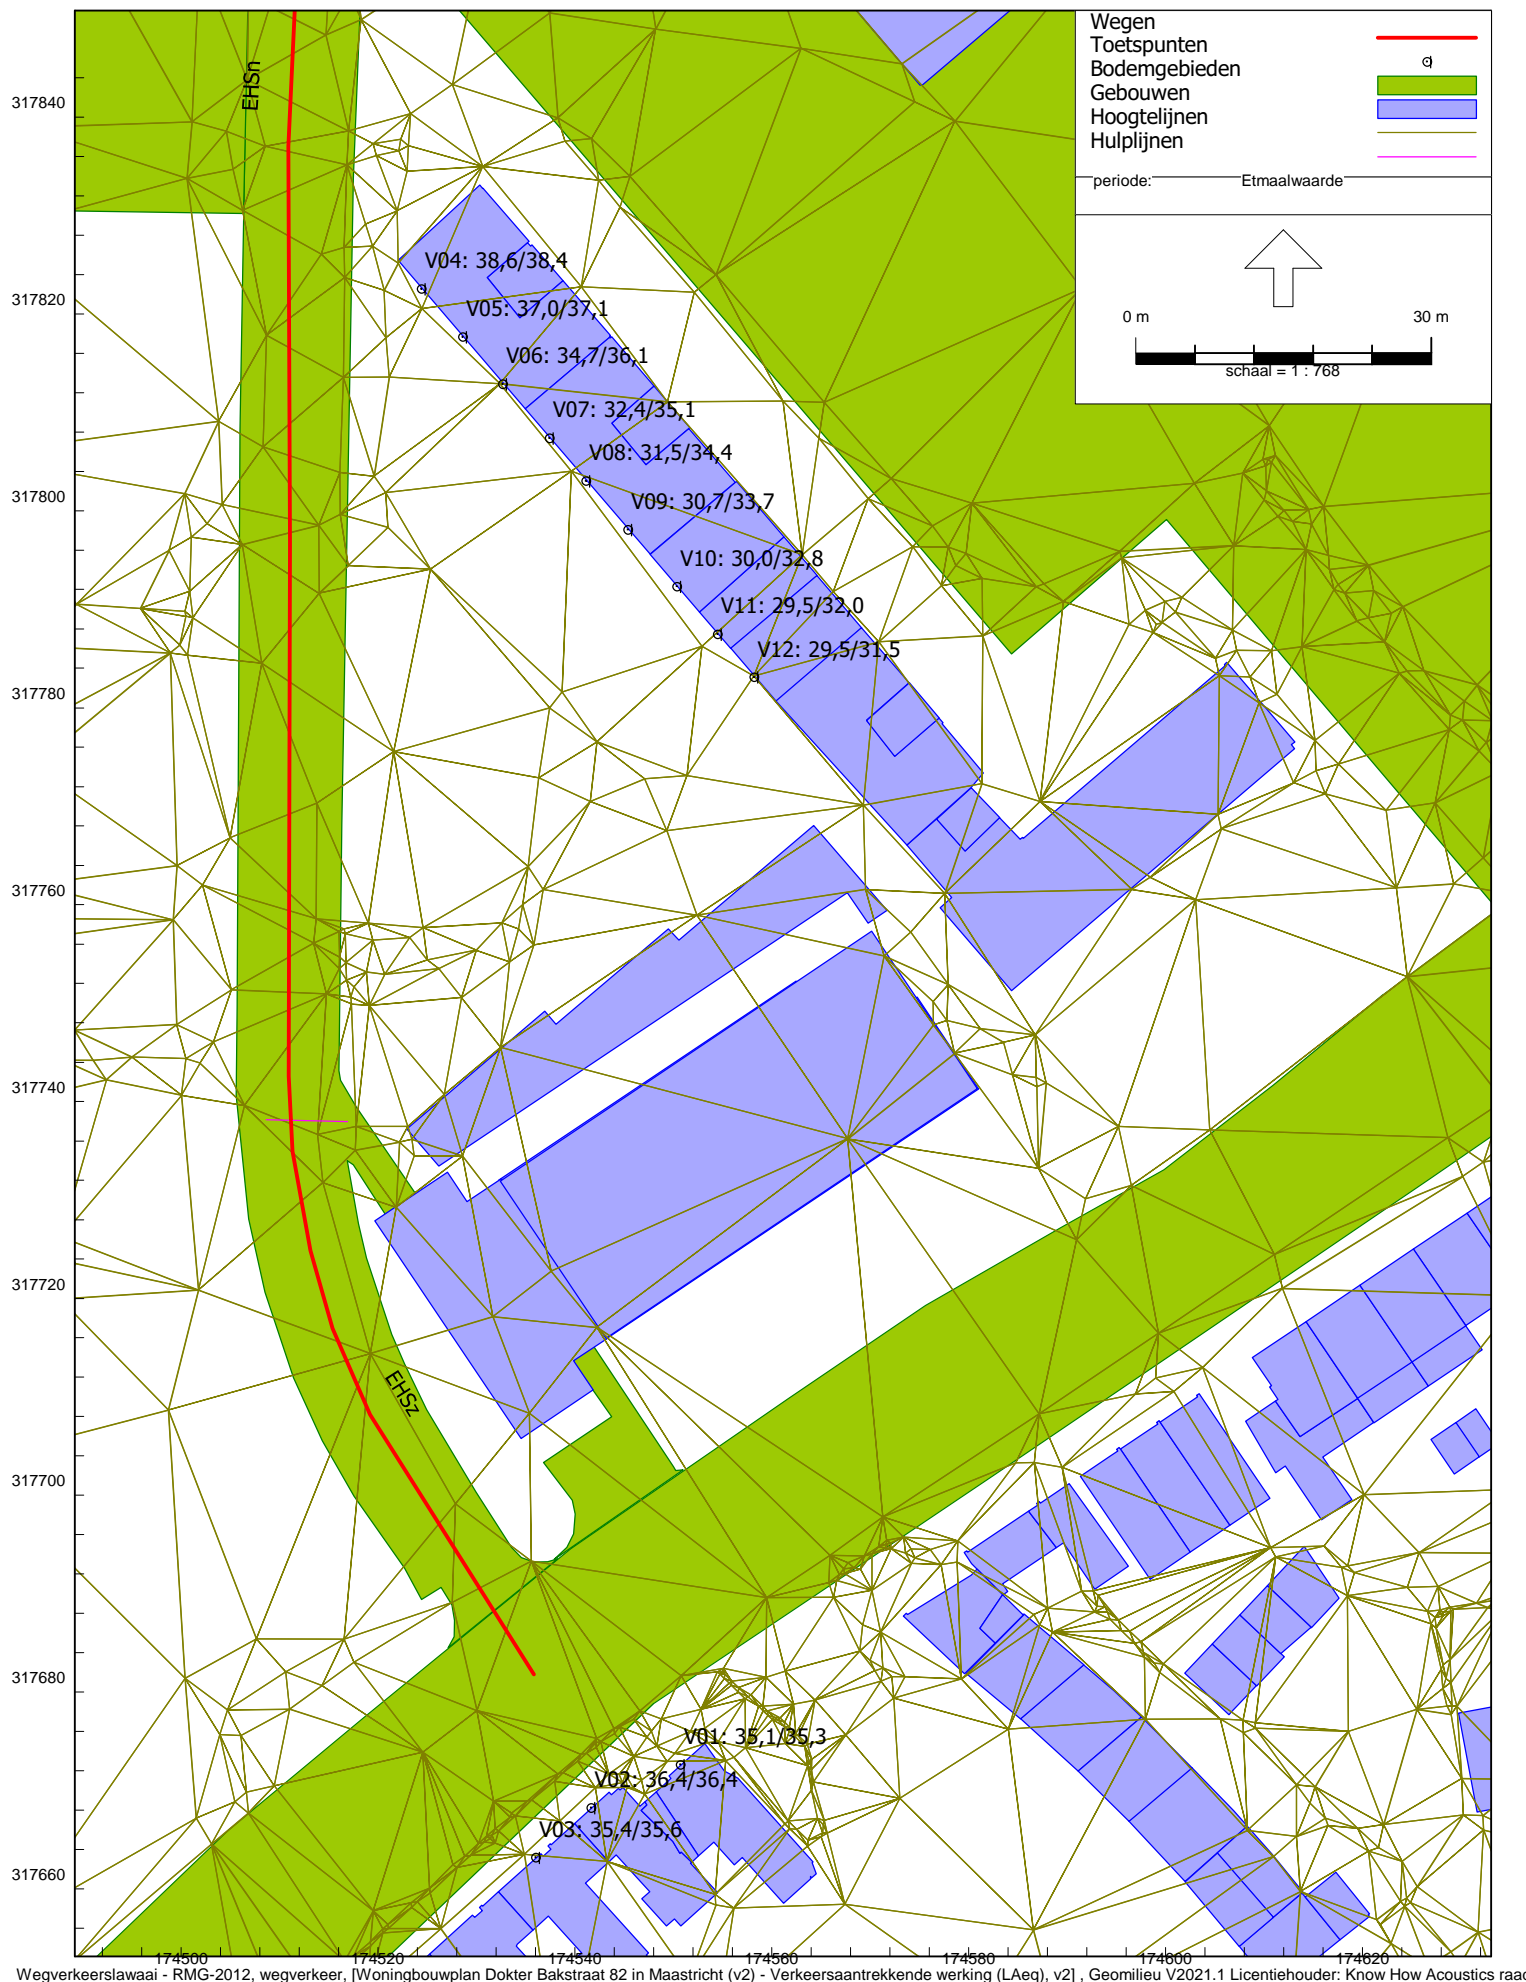 Wegen
Toetspunten
Bodemgebieden
Gebouwen
Hoogtelijnen
Hulplijnen
periode: Etmaalwaarde
0 m 30 m
schaal = 1 : 768
EHSn
317840
317820
317800
317780
317760
317740
317720
317700
317680
317660
V04: 38,6/38,4
V05: 37,0/37,1
V06: 34,7/36,1
V07: 32,4/35,1
V08: 31,5/34,4
V09: 30,7/33,7
V10: 30,0/32,8
V11: 29,5/32,0
V12: 29,5/31,5
EHSz
V01: 35,1/35,3
V02: 36,4/36,4
V03: 35,4/35,6
174500 174520 174540 174560 174580 174600 174620
Wegverkeerslawaai - RMG-2012, wegverkeer, [Woningbouwplan Dokter Bakstraat 82 in Maastricht (v2) - Verkeersaantrekkende werking (LAeq), v2] , Geomilieu V2021.1 Licentiehouder: Know How Acoustics raad